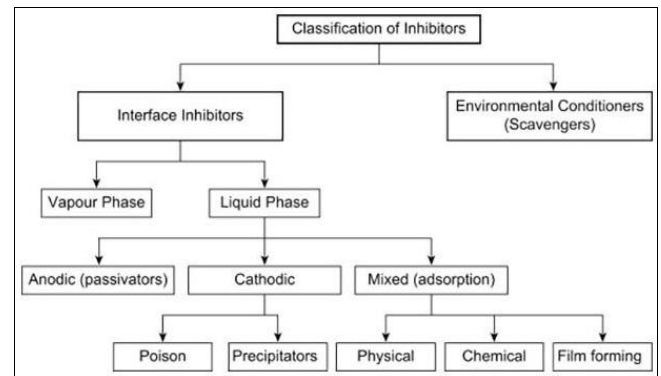 Classification of Inhibitors
Interface Inhibitors
Environmental Conditioners
(Scavengers)
Vapour Phase
Liquid Phase
Anodic (passivators)
Cathodic
Mixed (adsorption)
Poison
Precipitators
Physical
Chemical
Film forming